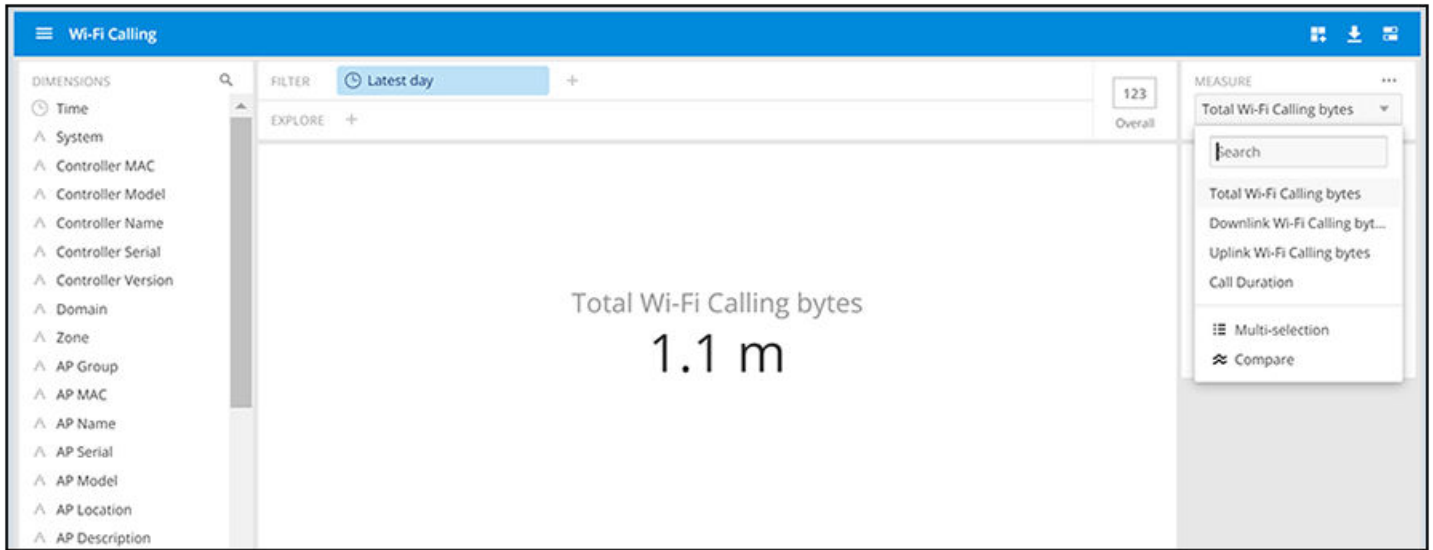 Wi-Fi Calling
DIMENSIONS
Time
System
Controller MAC
Controller Model
Controller Name
Controller Serial
Controller Version
Domain
Zone
AP Group
AP MAC
AP Name
AP Serial
AP Model
AP Location
AP Description
FILTER
Latest day
+
EXPLORE +
123
Overall
Total Wi-Fi Calling bytes
1.1 m
MEASURE ...
Total Wi-Fi Calling bytes
Search
Total Wi-Fi Calling bytes
Downlink Wi-Fi Calling byt...
Uplink Wi-Fi Calling bytes
Call Duration
Multi-selection
Compare